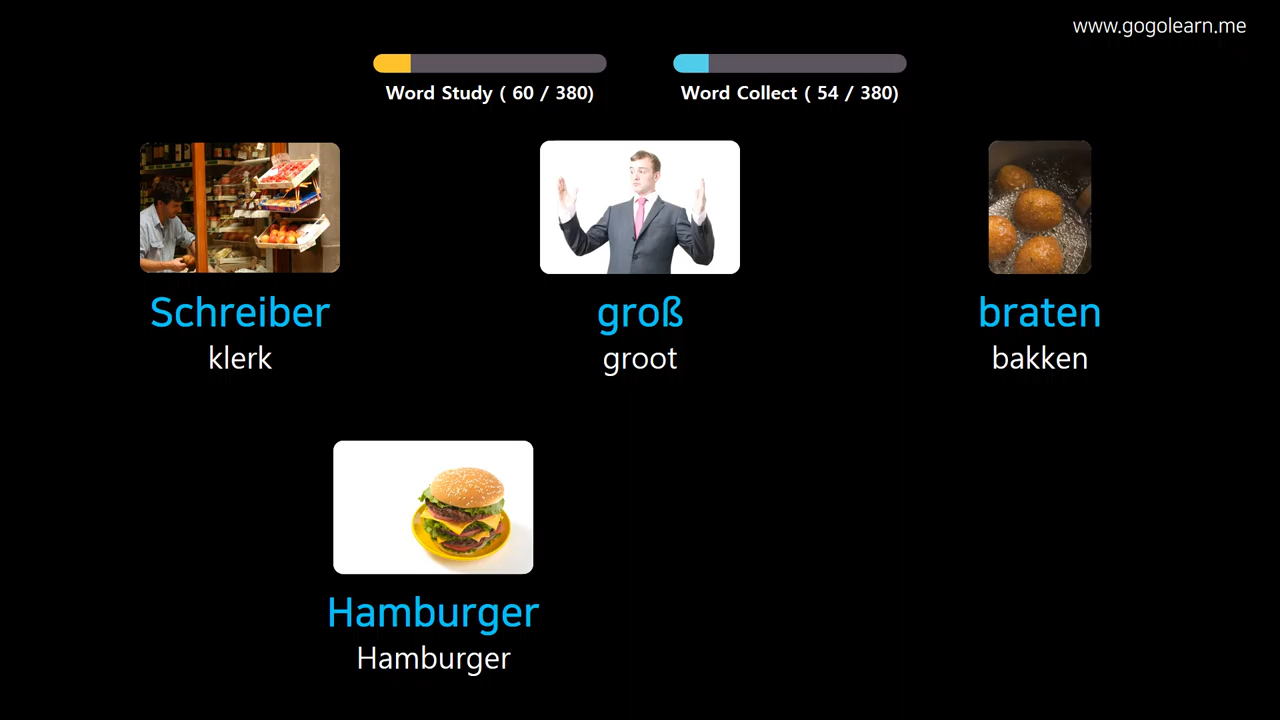 www.gogolearn.me
Word Study ( 60 / 380)
Word Collect ( 54 / 380)
Schreiber
klerk
groß
groot
braten
bakken
Hamburger
Hamburger